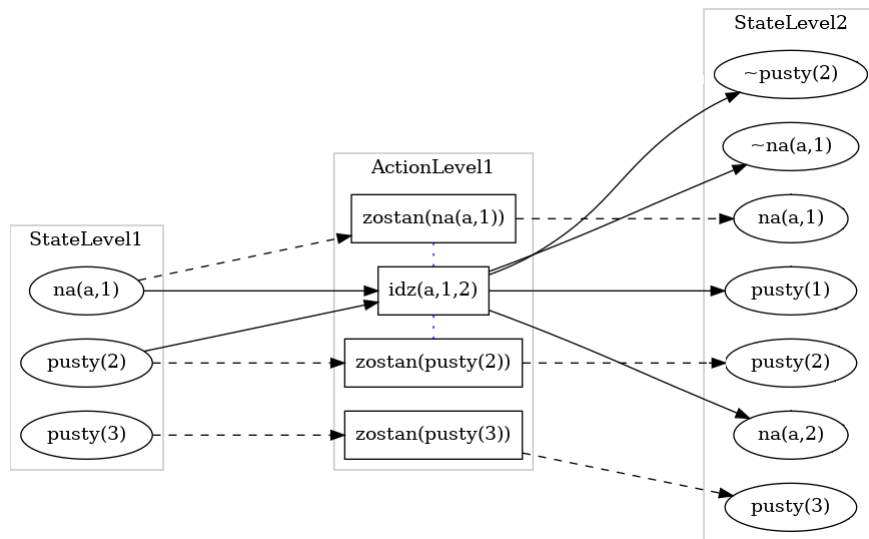 StateLevel1
na(a,1)
pusty(2)
pusty(3)
ActionLevel1
zostan(na(a,1))
idz(a,1,2)
zostan(pusty(2))
zostan(pusty(3))
StateLevel2
~pusty(2)
~na(a,1)
na(a,1)
pusty(1)
pusty(2)
na(a,2)
pusty(3)